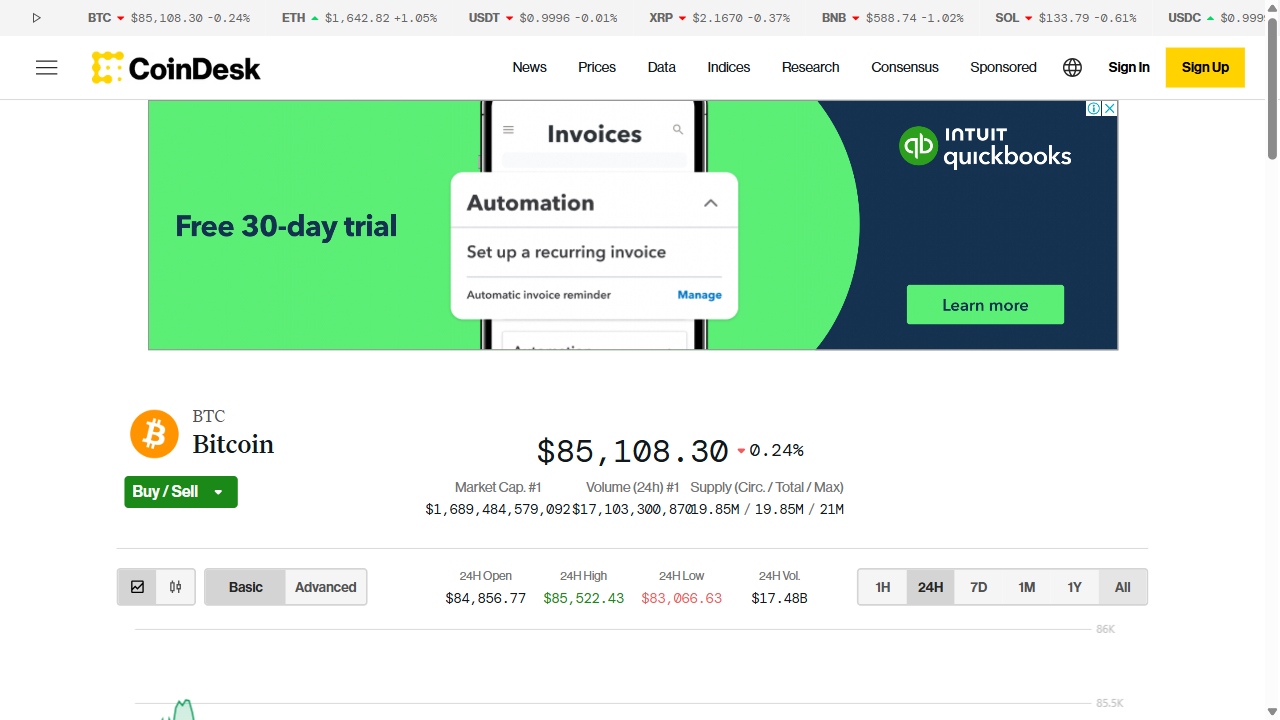 BTC $85,108.30 -0.24% ETH $1,642.82 +1.05% USDT $0.9996 -0.01% XRP $2.1670 -0.37% BNB $588.74 -1.02% SOL $133.79 -0.61% USDC $0.999
CoinDesk News Prices Data Indices Research Consensus Sponsored Sign In Sign Up
Free 30-day trial
Invoices
Automation
Set up a recurring invoice
Automatic invoice reminder Manage
INTUIT
quickbooks
Learn more
BTC
Bitcoin
Buy / Sell
$85,108.30 0.24%
Market Cap. #1 Volume (24h) #1 Supply (Circ. / Total / Max)
$1,689,484,579,092 $17,103,300,870 19.85M / 19.85M / 21M
Basic Advanced
24H Open 24H High 24H Low 24H Vol.
$84,856.77 $85,522.43 $83,066.63 $17.48B
1H 24H 7D 1M 1Y All
86K
85.5K